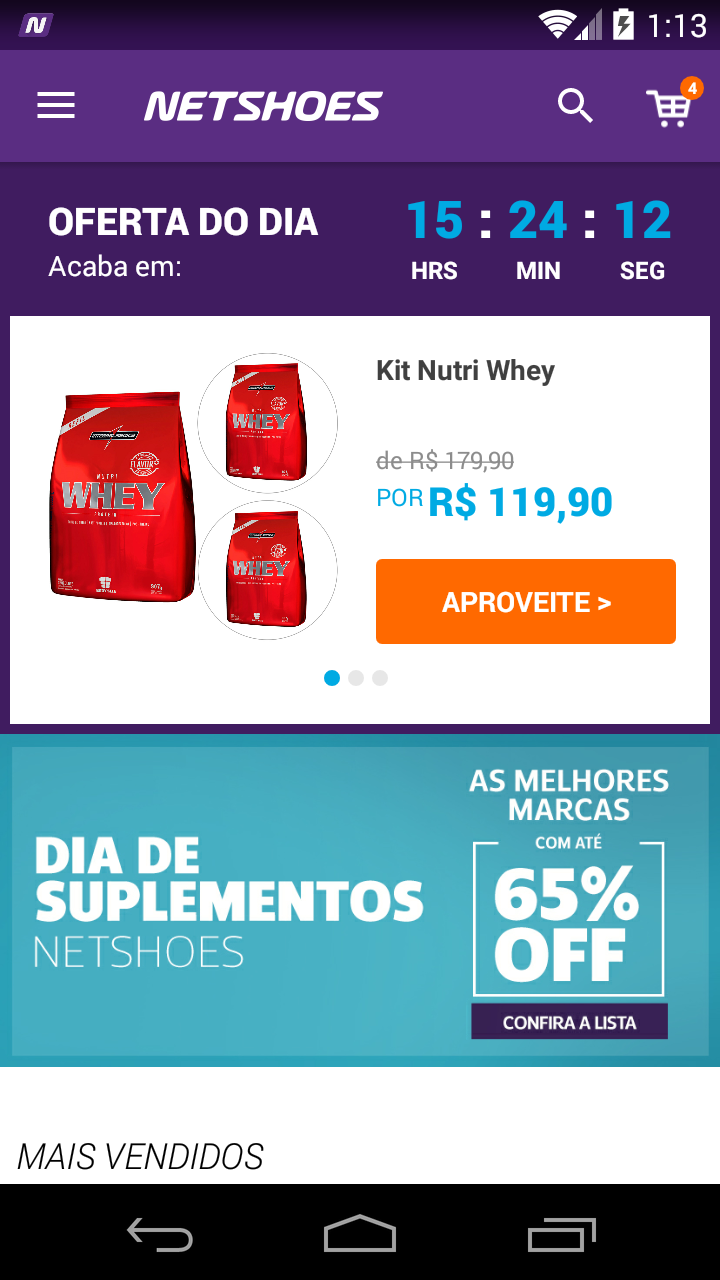 N
1:13
NETSHOES
4
OFERTA DO DIA
Acaba em:
15 : 24 : 12
HRS MIN SEG
Kit Nutri Whey
de R$ 179,90
POR R$ 119,90
APROVEITE >
NUTRI
WHEY
PROTEIN
WHEY
WHEY
DIA DE
SUPLEMENTOS
NETSHOES
AS MELHORES
MARCAS
COM ATÉ
65%
OFF
CONFIRA A LISTA
MAIS VENDIDOS